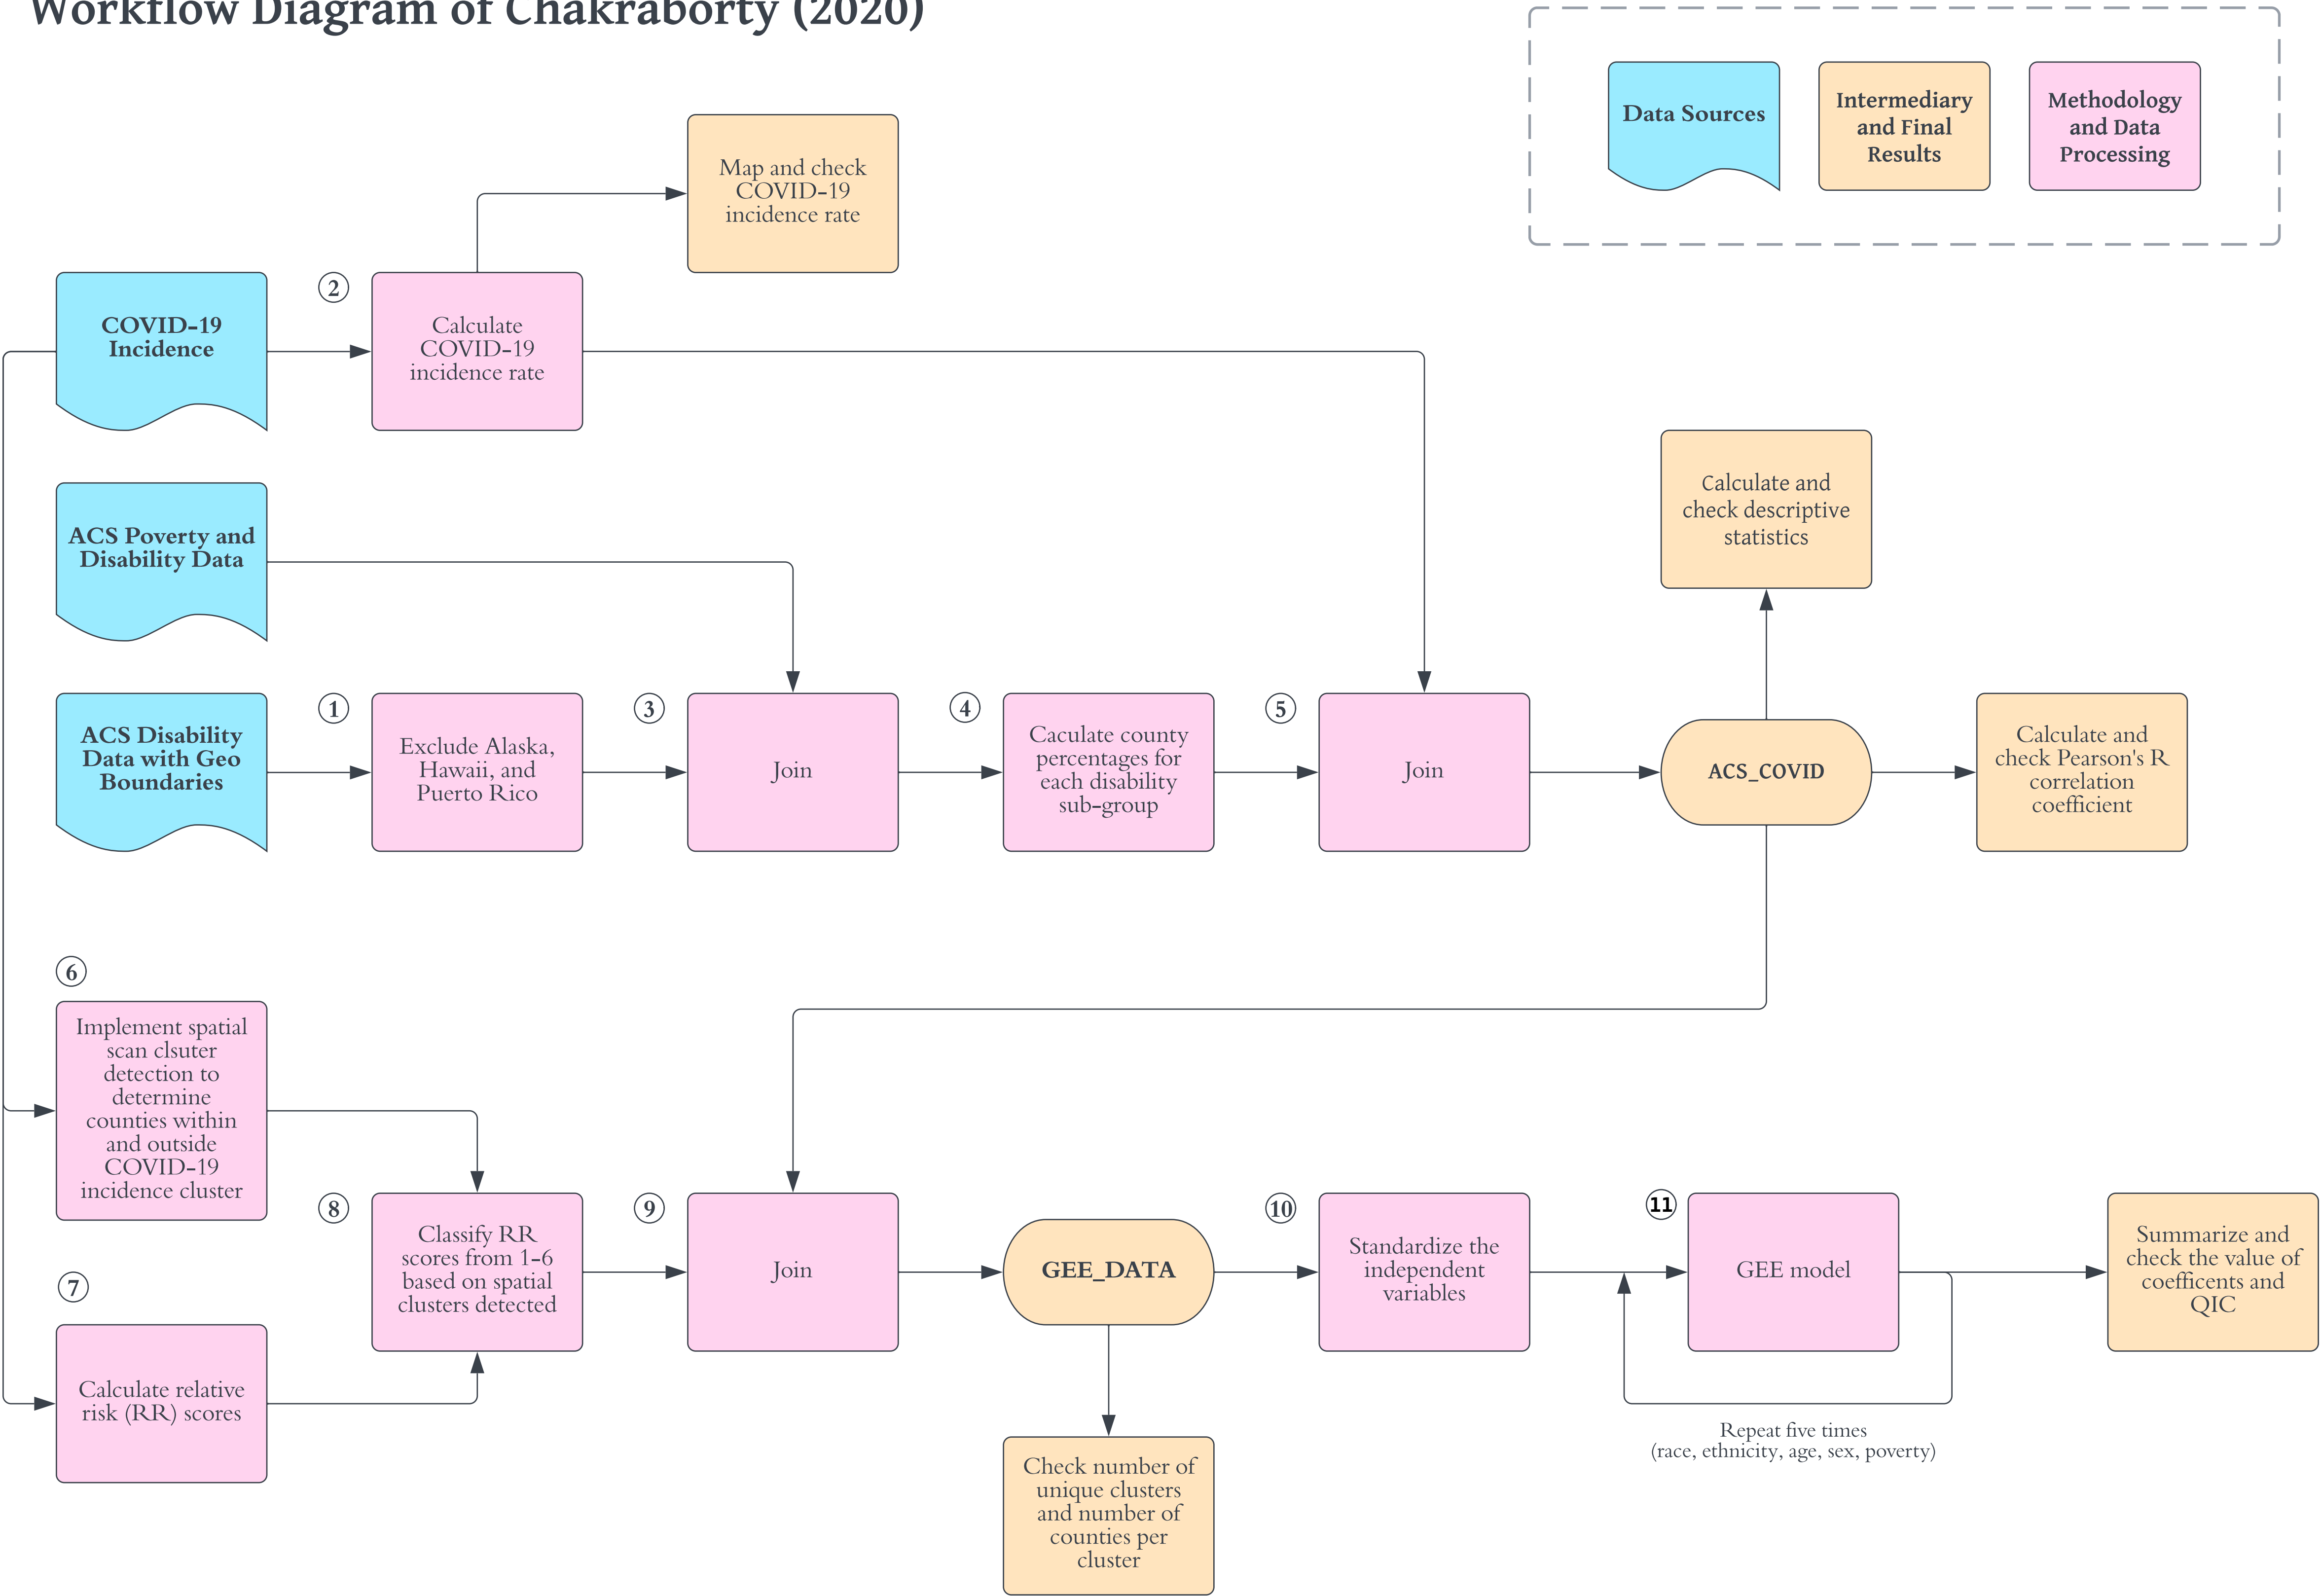 Workflow Diagram of Chakraborty (2020)
Data Sources
Intermediary
and Final
Results
Methodology
and Data
Processing
Map and check
COVID-19
incidence rate
COVID-19
Incidence
2
Calculate
COVID-19
incidence rate
ACS Poverty and
Disability Data
Calculate and
check descriptive
statistics
ACS Disability
Data with Geo
Boundaries
1
Exclude Alaska,
Hawaii, and
Puerto Rico
3
Join
4
Caculate county
percentages for
each disability
sub-group
5
Join
ACS_COVID
Calculate and
check Pearson's R
correlation
coefficient
6
Implement spatial
scan clsuter
detection to
determine
counties within
and outside
COVID-19
incidence cluster
7
Calculate relative
risk (RR) scores
8
Classify RR
scores from 1-6
based on spatial
clusters detected
9
Join
GEE_DATA
10
Standardize the
independent
variables
11
GEE model
Summarize and
check the value of
coefficents and
QIC
Repeat five times
(race, ethnicity, age, sex, poverty)
Check number of
unique clusters
and number of
counties per
cluster